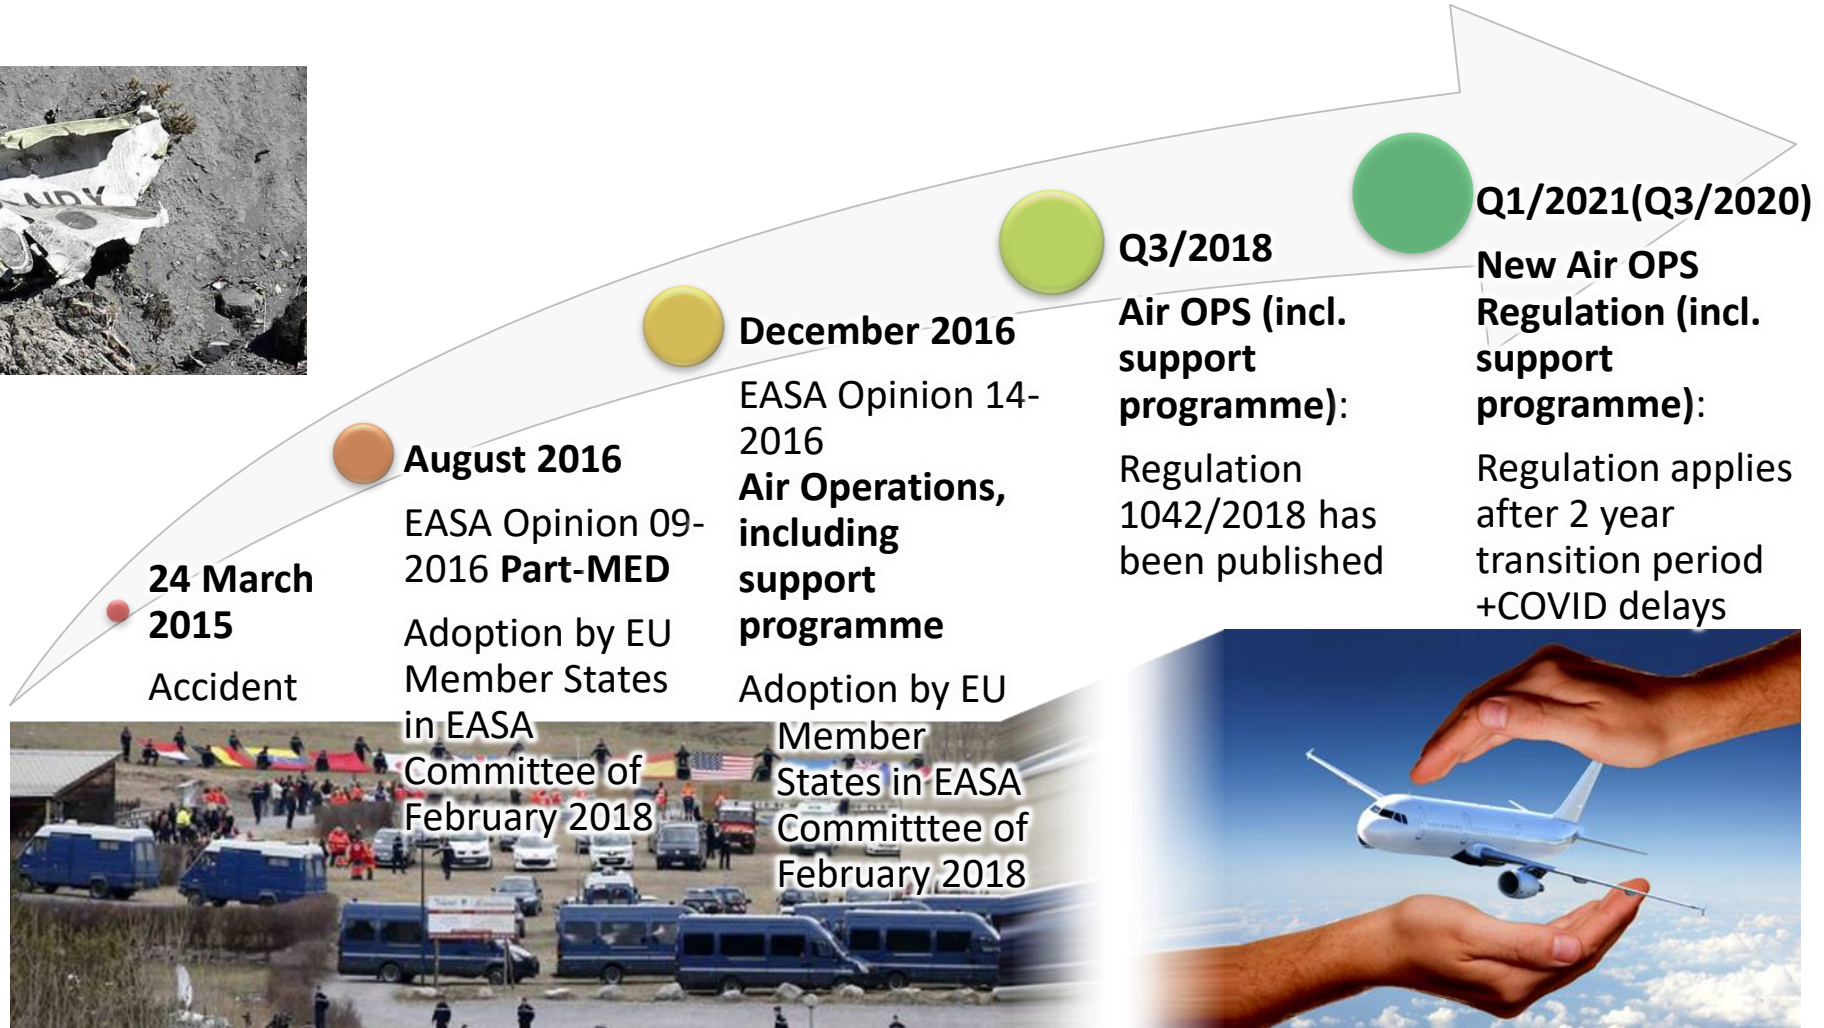 24 March
2015
Accident
August 2016
EASA Opinion 09-
2016 Part-MED
Adoption by EU
Member States
in EASA
Committee of
February 2018
December 2016
EASA Opinion 14-
2016
Air Operations,
including
support
programme
Adoption by EU
Member
States in EASA
Committtee of
February 2018
Q3/2018
Air OPS (incl.
support
programme):
Regulation
1042/2018 has
been published
Q1/2021(Q3/2020)
New Air OPS
Regulation (incl.
support
programme):
Regulation applies
after 2 year
transition period
+COVID delays